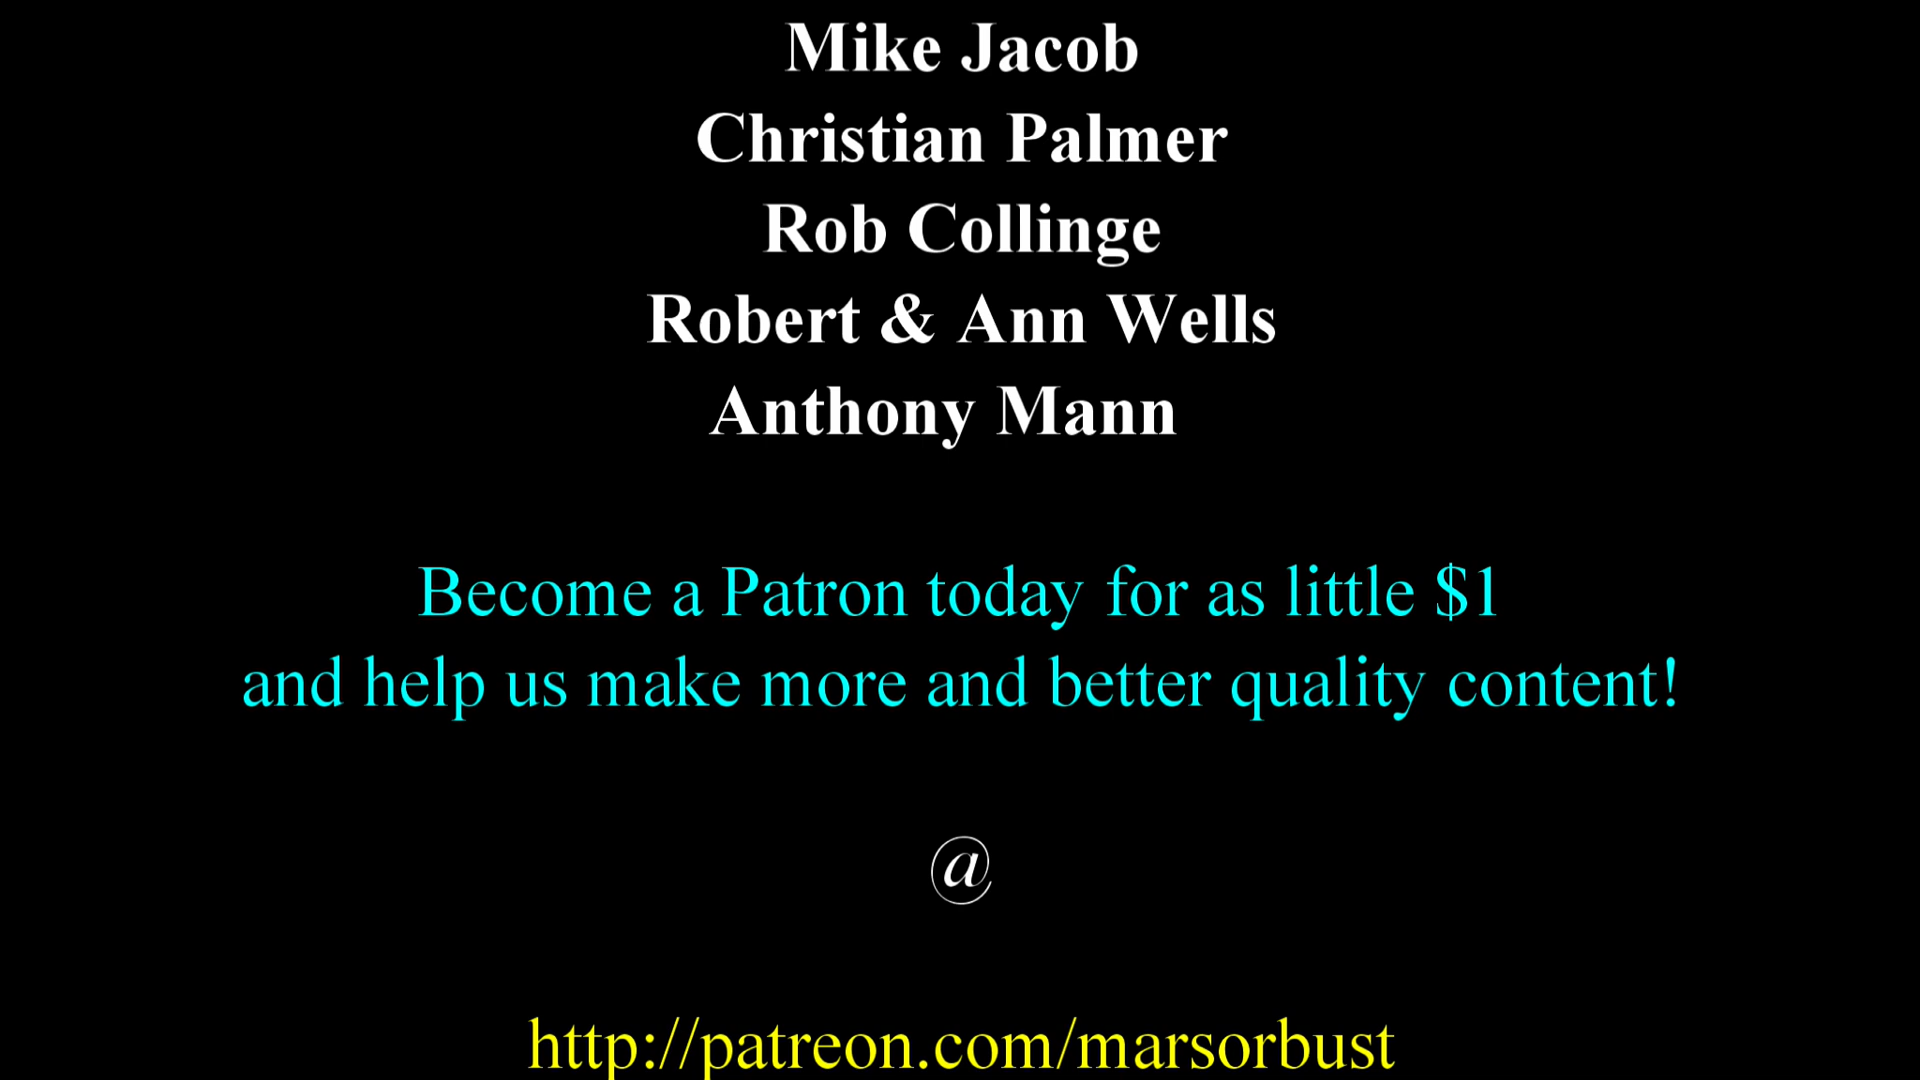 Mike Jacob
Christian Palmer
Rob Collinge
Robert & Ann Wells
Anthony Mann
Become a Patron today for as little $1
and help us make more and better quality content!
@
http://patreon.com/marsorbust